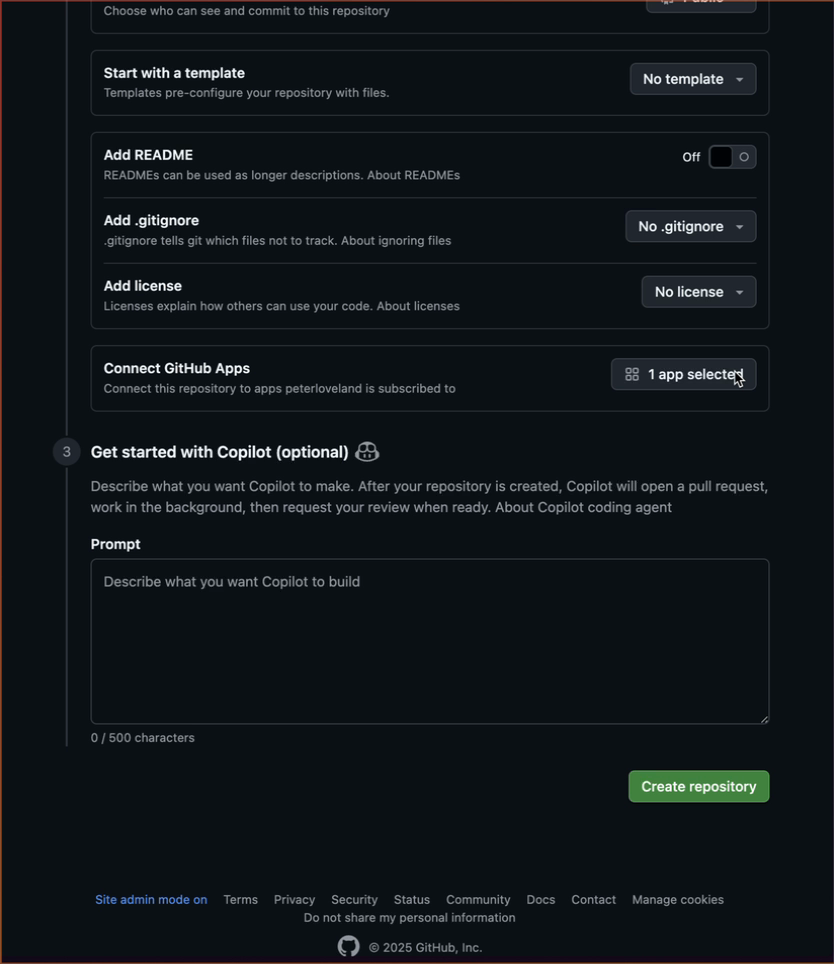 Choose who can see and commit to this repository
Public
Start with a template
Templates pre-configure your repository with files.
No template
Add README
READMEs can be used as longer descriptions. About READMEs
Off
Add .gitignore
.gitignore tells git which files not to track. About ignoring files
No .gitignore
Add license
Licenses explain how others can use your code. About licenses
No license
Connect GitHub Apps
Connect this repository to apps peterloveland is subscribed to
1 app selected
3
Get started with Copilot (optional)
Describe what you want Copilot to make. After your repository is created, Copilot will open a pull request,
work in the background, then request your review when ready. About Copilot coding agent
Prompt
Describe what you want Copilot to build
0 / 500 characters
Create repository
Site admin mode on Terms Privacy Security Status Community Docs Contact Manage cookies
Do not share my personal information
© 2025 GitHub, Inc.